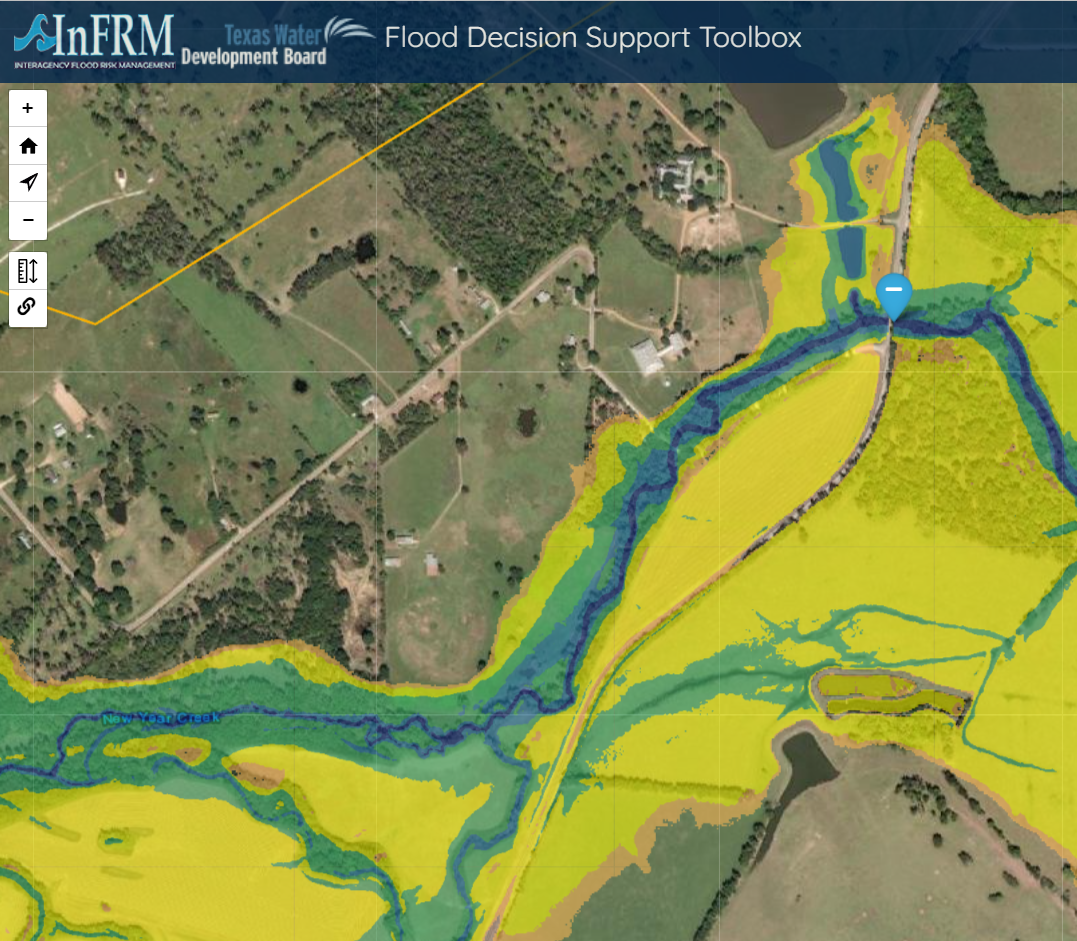 InFRM
INTERAGENCY FLOOD RISK MANAGEMENT
Texas Water
Development Board
Flood Decision Support Toolbox
New Year Creek